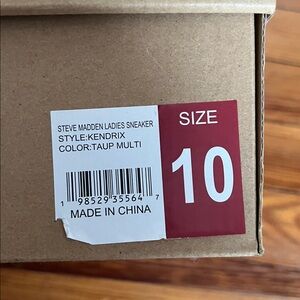 STEVE MADDEN LADIES SNEAKER
STYLE:KENDRIX
COLOR:TAUP MULTI
1 98529 35564 7
MADE IN CHINA
SIZE
10